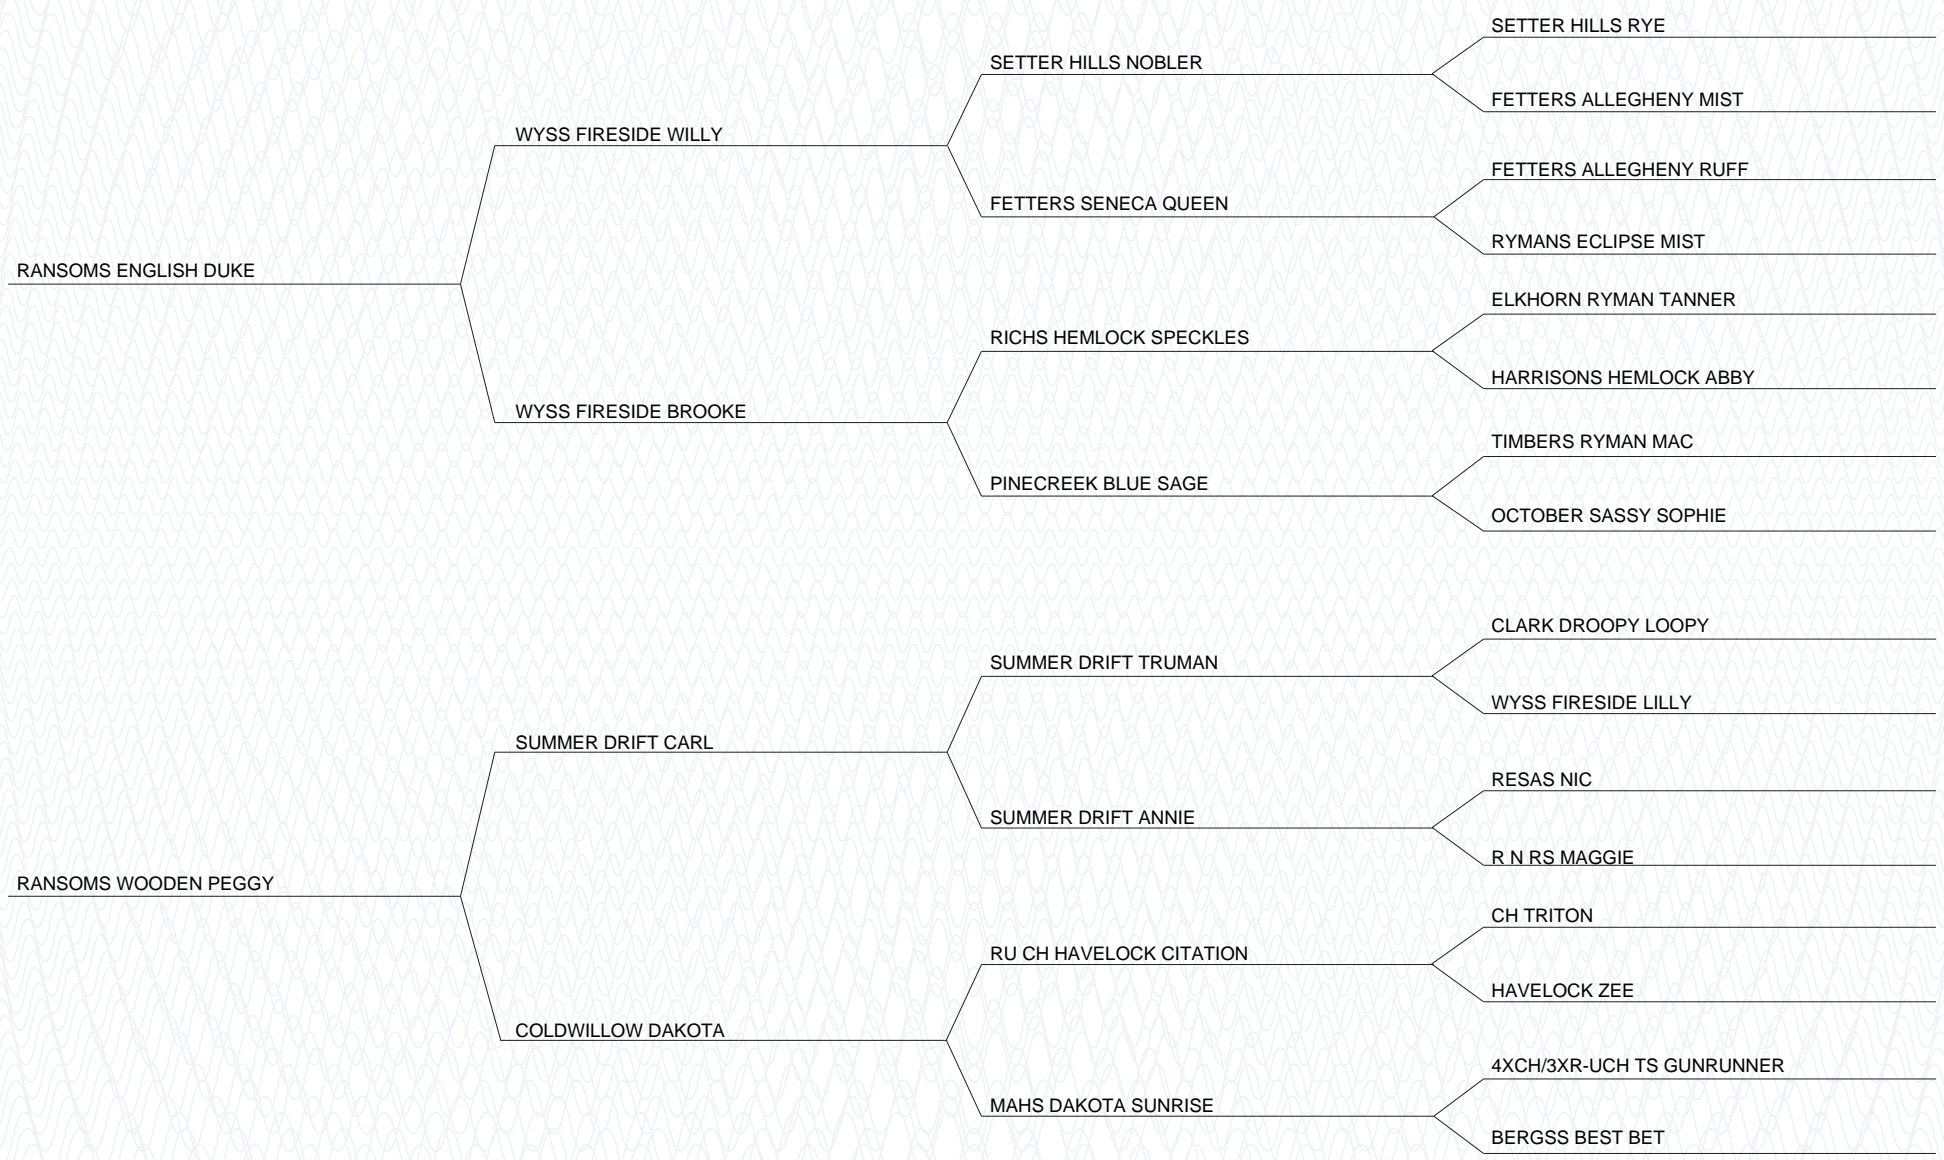 SETTER HILLS RYE
SETTER HILLS NOBLER
FETTERS ALLEGHENY MIST
WYSS FIRESIDE WILLY
FETTERS ALLEGHENY RUFF
FETTERS SENECA QUEEN
RYMANS ECLIPSE MIST
RANSOMS ENGLISH DUKE
ELKHORN RYMAN TANNER
RICHS HEMLOCK SPECKLES
HARRISONS HEMLOCK ABBY
WYSS FIRESIDE BROOKE
TIMBERS RYMAN MAC
PINECREEK BLUE SAGE
OCTOBER SASSY SOPHIE
CLARK DROOPY LOOPY
SUMMER DRIFT TRUMAN
WYSS FIRESIDE LILLY
SUMMER DRIFT CARL
RESAS NIC
SUMMER DRIFT ANNIE
R N RS MAGGIE
RANSOMS WOODEN PEGGY
CH TRITON
RU CH HAVELOCK CITATION
HAVELOCK ZEE
COLDWILLOW DAKOTA
4XCH/3XR-UCH TS GUNRUNNER
MAHS DAKOTA SUNRISE
BERGSS BEST BET